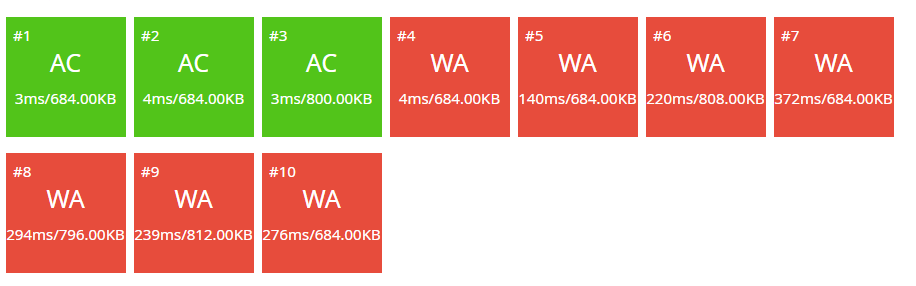 #1
AC
3ms/684.00KB
#2
AC
4ms/684.00KB
#3
AC
3ms/800.00KB
#4
WA
4ms/684.00KB
#5
WA
140ms/684.00KB
#6
WA
220ms/808.00KB
#7
WA
372ms/684.00KB
#8
WA
294ms/796.00KB
#9
WA
239ms/812.00KB
#10
WA
276ms/684.00KB